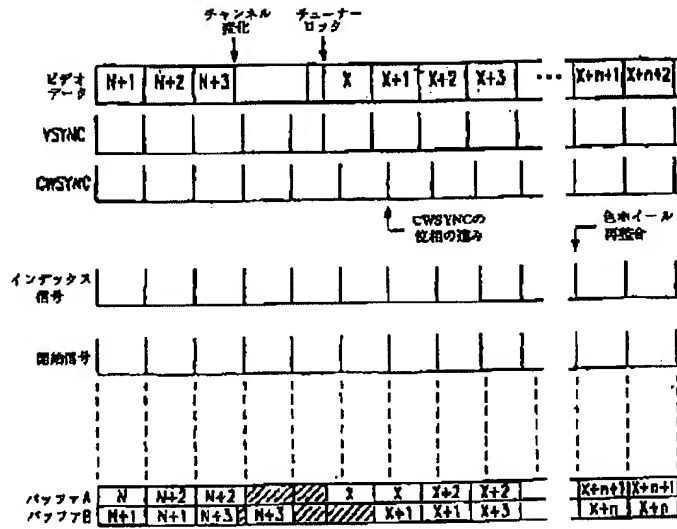 チャンネル
変化
チューナー
ロック
ビデオ
データ
N+1 N+2 N+3 X X+1 X+2 X+3 ... X+n+1 X+n+2
VSYNC
CWSYNC
CWSYNCの
位相の進み
色ホイール
再整合
インデックス
信号
開始信号
バッファA N N+2 N+2 X X X+2 X+2 X+n+1 X+n+1
バッファB N+1 N+1 N+3 N+3 X+1 X+1 X+3 X+n X+n